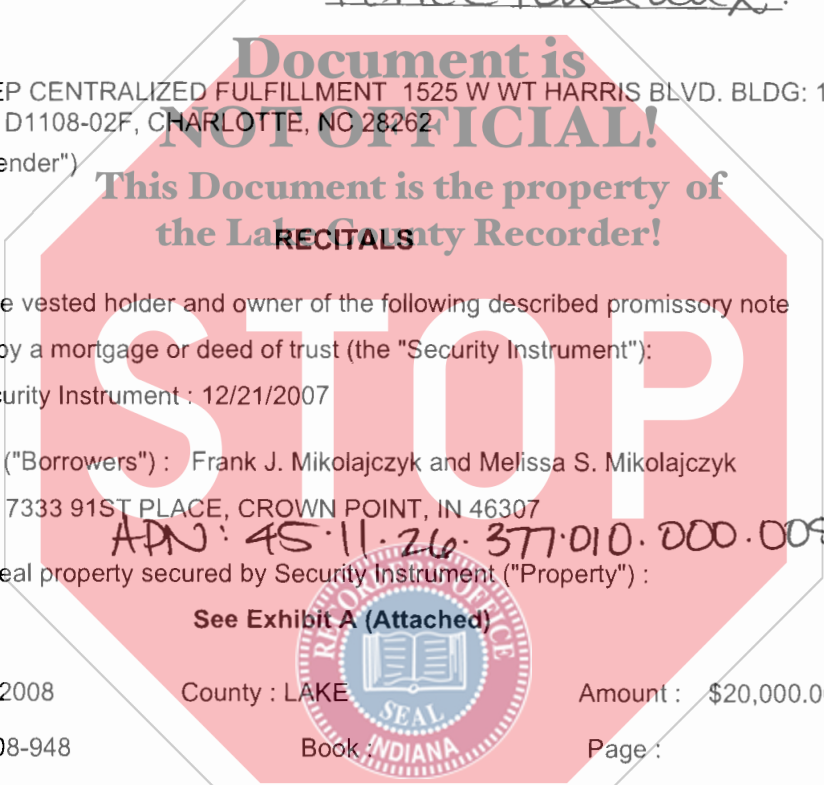 Document is
EP CENTRALIZED FULFILLMENT 1525 W WT HARRIS BLVD. BLDG: 1
D1108-02F, CHARLOTTE, NC 28262
NOT OFFICIAL!
ender")
This Document is the property of
the Lake County Recorder!
RECITALS
e vested holder and owner of the following described promissory note
by a mortgage or deed of trust (the "Security Instrument"):
curity Instrument : 12/21/2007
STOP
("Borrowers") : Frank J. Mikolajczyk and Melissa S. Mikolajczyk
7333 91ST PLACE, CROWN POINT, IN 46307
APN: 45.11.26.377.010.000.009
eal property secured by Security Instrument ("Property") :
See Exhibit A (Attached)
RECORDER'S OFFICE
SEAL
INDIANA
2008 County : LAKE Amount : $20,000.0
08-948 Book : Page :